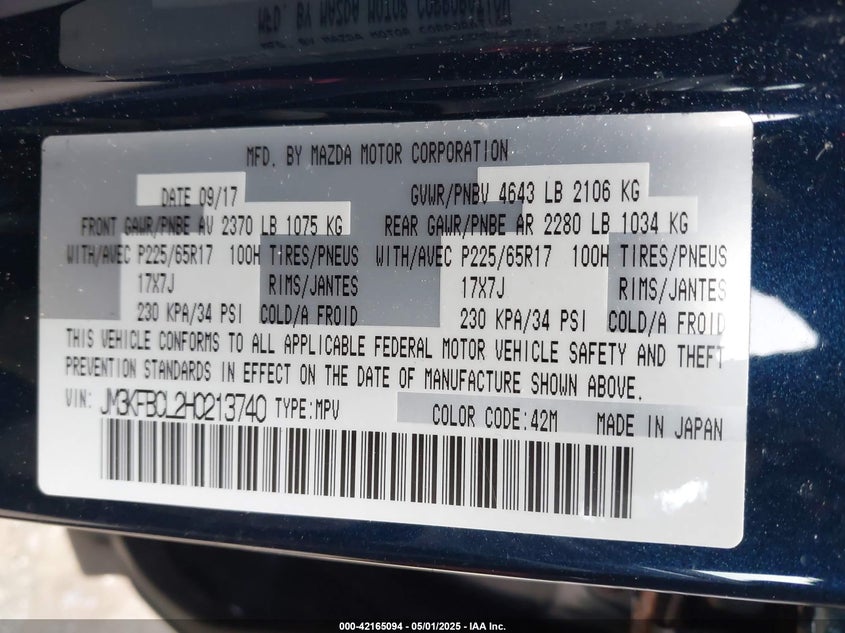 MFD. BY MAZDA MOTOR CORPORATION
DATE 09/17 GVWR/PNBV 4643 LB 2106 KG
FRONT GAWR/PNBE AV 2370 LB 1075 KG REAR GAWR/PNBE AR 2280 LB 1034 KG
WITH/AVEC P225/65R17 100H TIRES/PNEUS WITH/AVEC P225/65R17 100H TIRES/PNEUS
17X7J RIMS/JANTES 17X7J RIMS/JANTES
230 KPA/34 PSI COLD/A FROID 230 KPA/34 PSI COLD/A FROID
THIS VEHICLE CONFORMS TO ALL APPLICABLE FEDERAL MOTOR VEHICLE SAFETY AND THEFT
PREVENTION STANDARDS IN EFFECT ON THE DATE OF MANUFACTURE SHOWN ABOVE.
VIN: JM3KFBCL2H0213740 TYPE:MPV COLOR CODE:42M MADE IN JAPAN
000-42165094 - 05/01/2025 - IAA Inc.